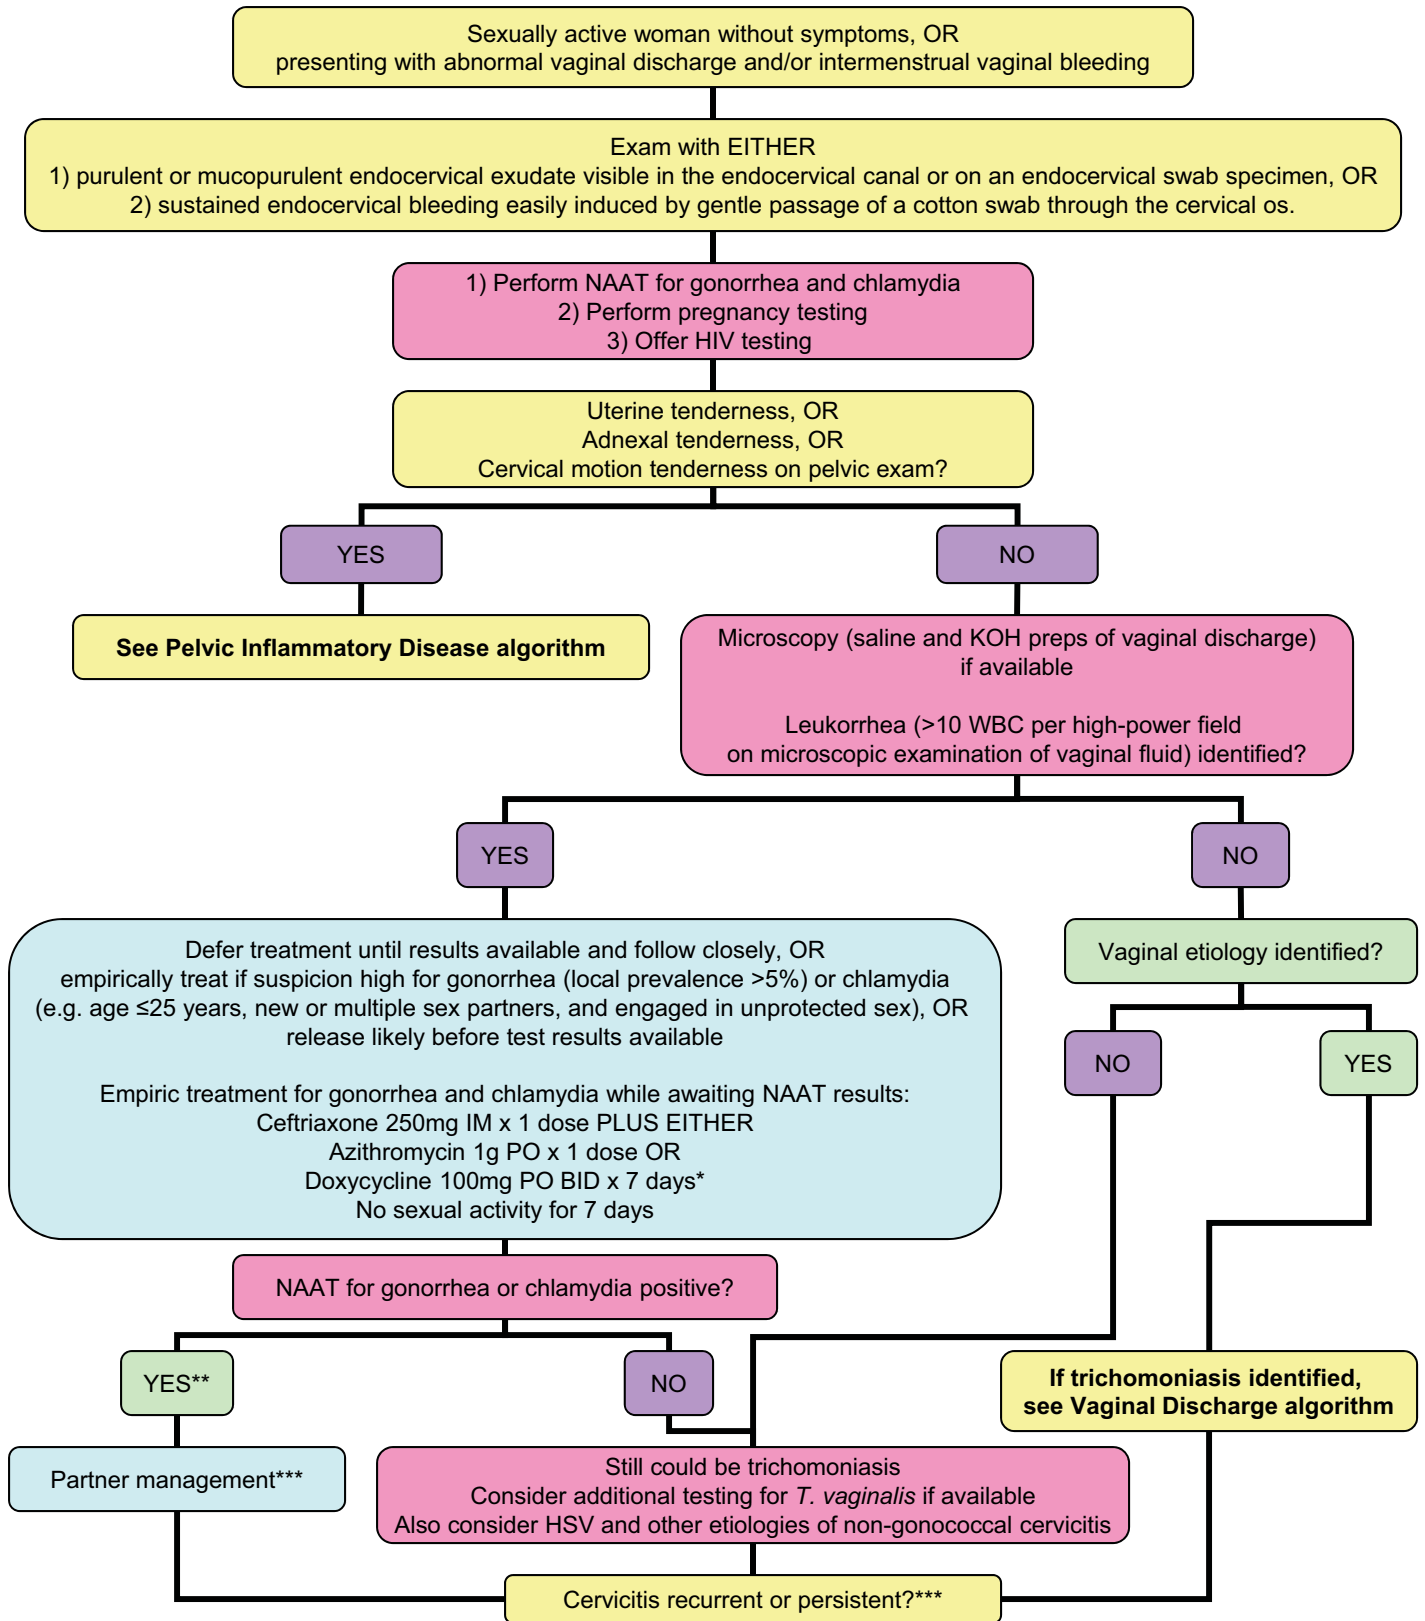 Sexually active woman without symptoms, OR
presenting with abnormal vaginal discharge and/or intermenstrual vaginal bleeding
Exam with EITHER
1) purulent or mucopurulent endocervical exudate visible in the endocervical canal or on an endocervical swab specimen, OR
2) sustained endocervical bleeding easily induced by gentle passage of a cotton swab through the cervical os.
1) Perform NAAT for gonorrhea and chlamydia
2) Perform pregnancy testing
3) Offer HIV testing
Uterine tenderness, OR
Adnexal tenderness, OR
Cervical motion tenderness on pelvic exam?
YES
NO
See Pelvic Inflammatory Disease algorithm
Microscopy (saline and KOH preps of vaginal discharge)
if available
Leukorrhea (>10 WBC per high-power field
on microscopic examination of vaginal fluid) identified?
YES
NO
Defer treatment until results available and follow closely, OR
empirically treat if suspicion high for gonorrhea (local prevalence >5%) or chlamydia
(e.g. age ≤25 years, new or multiple sex partners, and engaged in unprotected sex), OR
release likely before test results available
Empiric treatment for gonorrhea and chlamydia while awaiting NAAT results:
Ceftriaxone 250mg IM x 1 dose PLUS EITHER
Azithromycin 1g PO x 1 dose OR
Doxycycline 100mg PO BID x 7 days*
No sexual activity for 7 days
Vaginal etiology identified?
NO
YES
NAAT for gonorrhea or chlamydia positive?
YES**
NO
If trichomoniasis identified,
see Vaginal Discharge algorithm
Partner management***
Still could be trichomoniasis
Consider additional testing for T. vaginalis if available
Also consider HSV and other etiologies of non-gonococcal cervicitis
Cervicitis recurrent or persistent?***